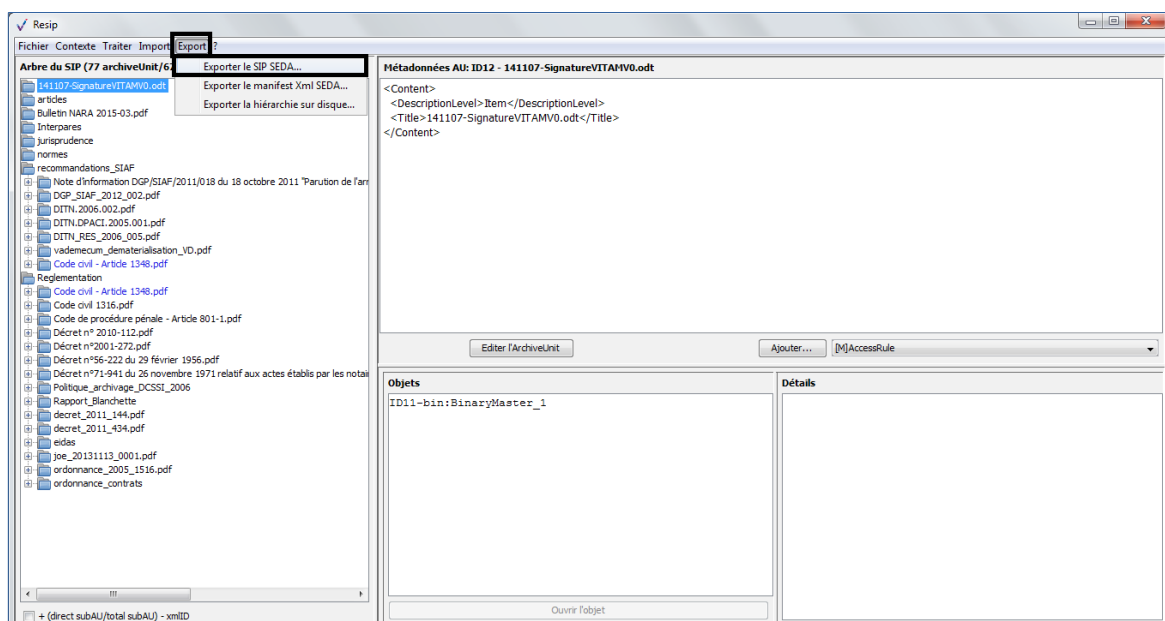 Resip
Fichier Contexte Traiter Import Export ?
Arbre du SIP (77 archiveUnit/6
Exporter le SIP SEDA...
Exporter le manifest Xml SEDA...
Exporter la hiérarchie sur disque...
141107-SignatureVITAMV0.odt
articles
Bulletin NARA 2015-03.pdf
Interpares
jurisprudence
normes
recommandations_SIAF
Note d'information DGP/SIAF/2011/018 du 18 octobre 2011 "Parution de l'arr
DGP_SIAF_2012_002.pdf
DITN.2006.002.pdf
DITN.DPACI.2005.001.pdf
DITN_RES_2006_005.pdf
vademecum_dematerialisation_VD.pdf
Code civil - Article 1348.pdf
Reglementation
Code civil - Article 1348.pdf
Code civil 1316.pdf
Code de procédure pénale - Article 801-1.pdf
Décret n° 2010-112.pdf
Décret n°2001-272.pdf
Décret n°56-222 du 29 février 1956.pdf
Décret n°71-941 du 26 novembre 1971 relatif aux actes établis par les notai
Politique_archivage_DCSSI_2006
Rapport_Blanchette
decret_2011_144.pdf
decret_2011_434.pdf
eidas
joe_20131113_0001.pdf
ordonnance_2005_1516.pdf
ordonnance_contrats
+ (direct subAU/total subAU) - xmlID
Métadonnées AU: ID12 - 141107-SignatureVITAMV0.odt
<Content>
<DescriptionLevel>Item</DescriptionLevel>
<Title>141107-SignatureVITAMV0.odt</Title>
</Content>
Editer l'ArchiveUnit
Ajouter...
[M]AccessRule
Objets
ID11-bin:BinaryMaster_1
Ouvrir l'objet
Détails